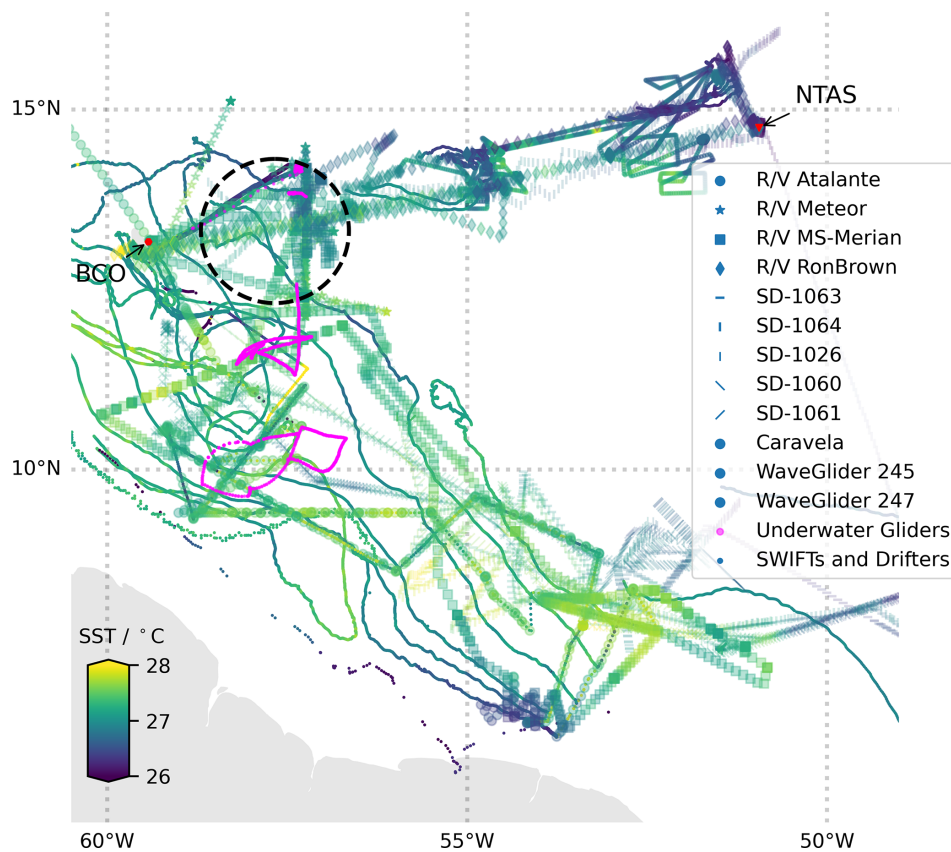 NTAS
15°N
R/V Atalante
R/V Meteor
R/V MS-Merian
R/V RonBrown
SD-1063
SD-1064
SD-1026
SD-1060
SD-1061
Caravela
WaveGlider 245
WaveGlider 247
Underwater Gliders
SWIFTs and Drifters
BCO
10°N
SST / °C
28
27
26
60°W
55°W
50°W